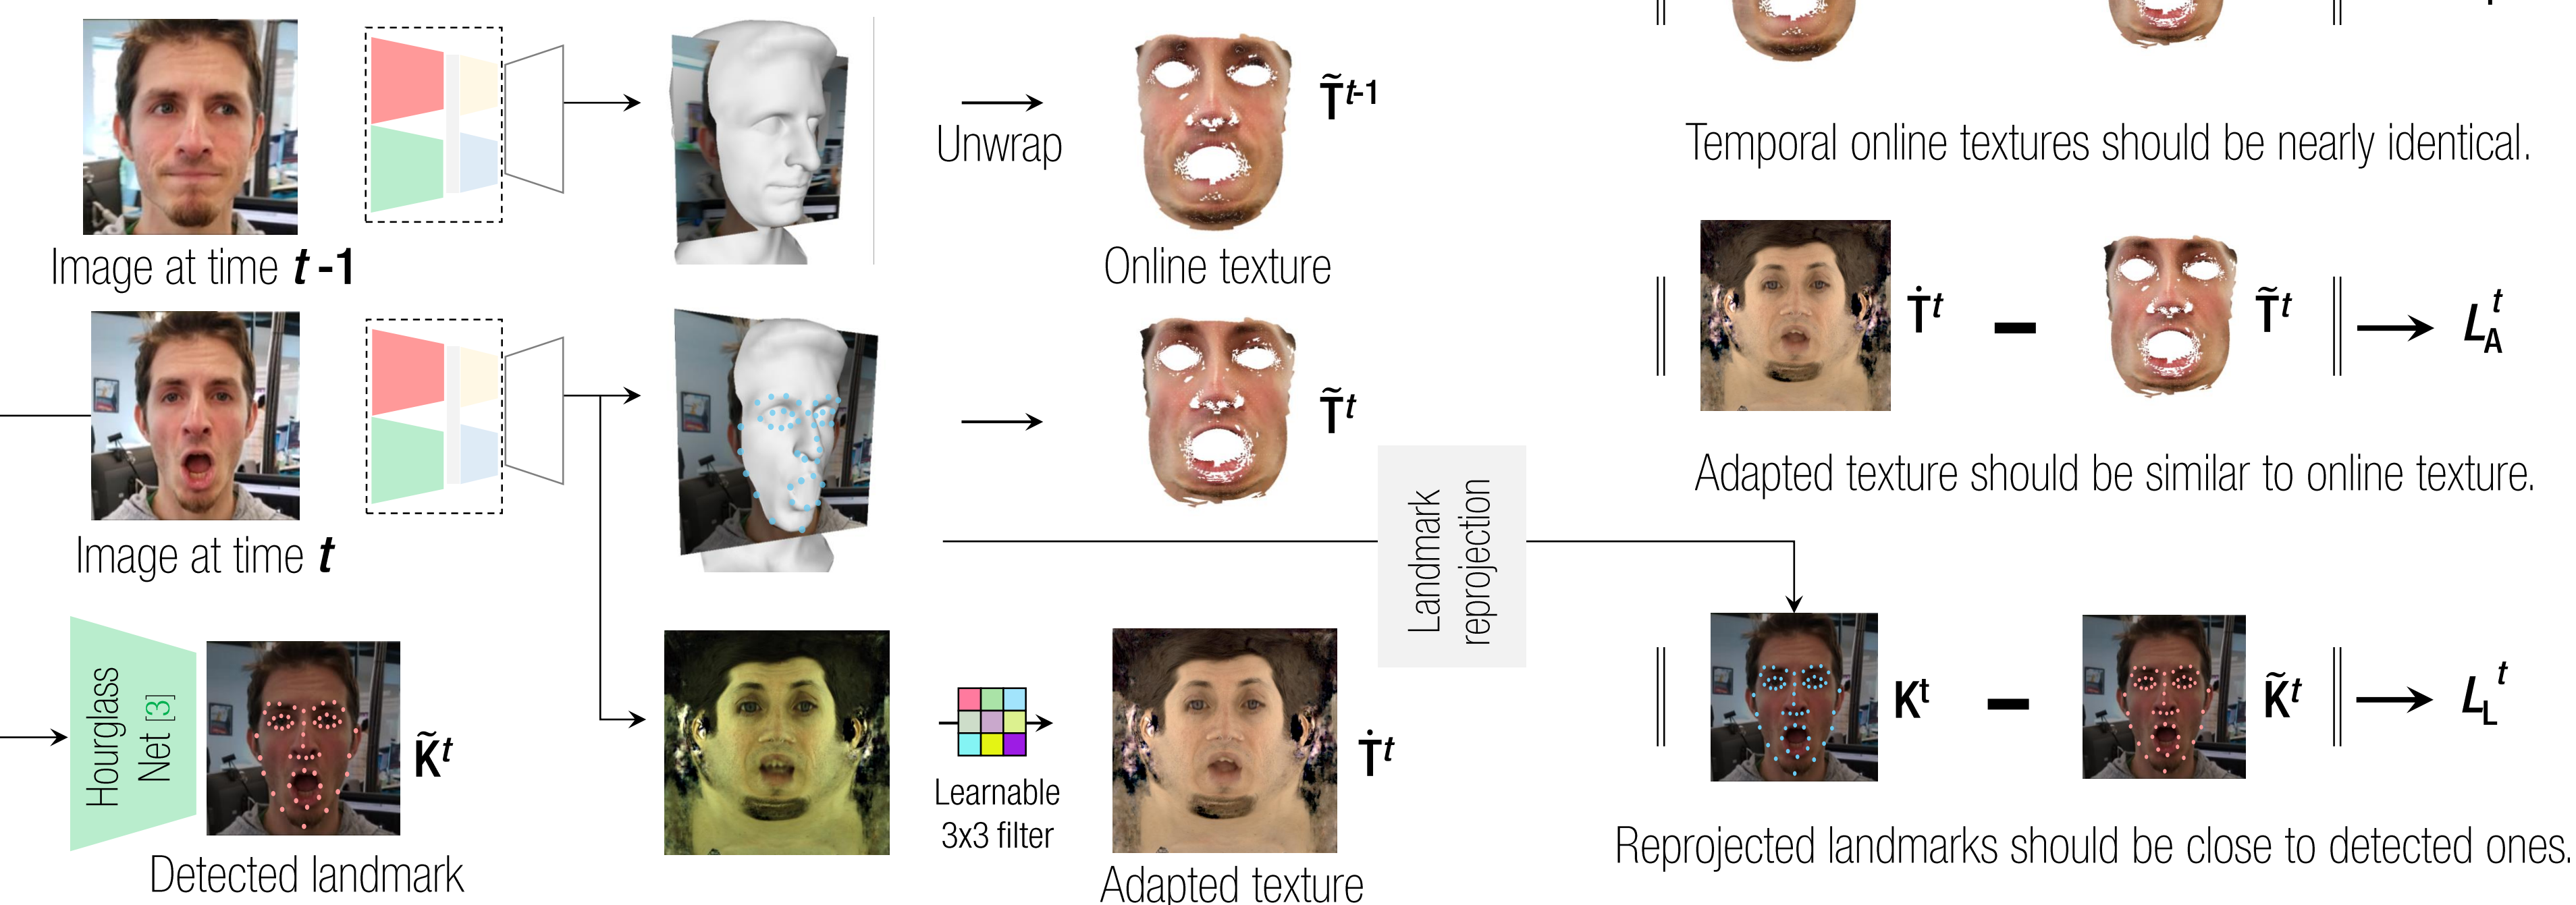 Image at time t-1
Unwrap
T̃ᵗ⁻¹
Online texture
Temporal online textures should be nearly identical.
Image at time t
T̃ᵗ
Ṫᵗ
T̃ᵗ
L_Aᵗ
Adapted texture should be similar to online texture.
Landmark
reprojection
Hourglass
Net [3]
K̃ᵗ
Detected landmark
Learnable
3x3 filter
Ṫᵗ
Adapted texture
Kᵗ
K̃ᵗ
L_Lᵗ
Reprojected landmarks should be close to detected ones.